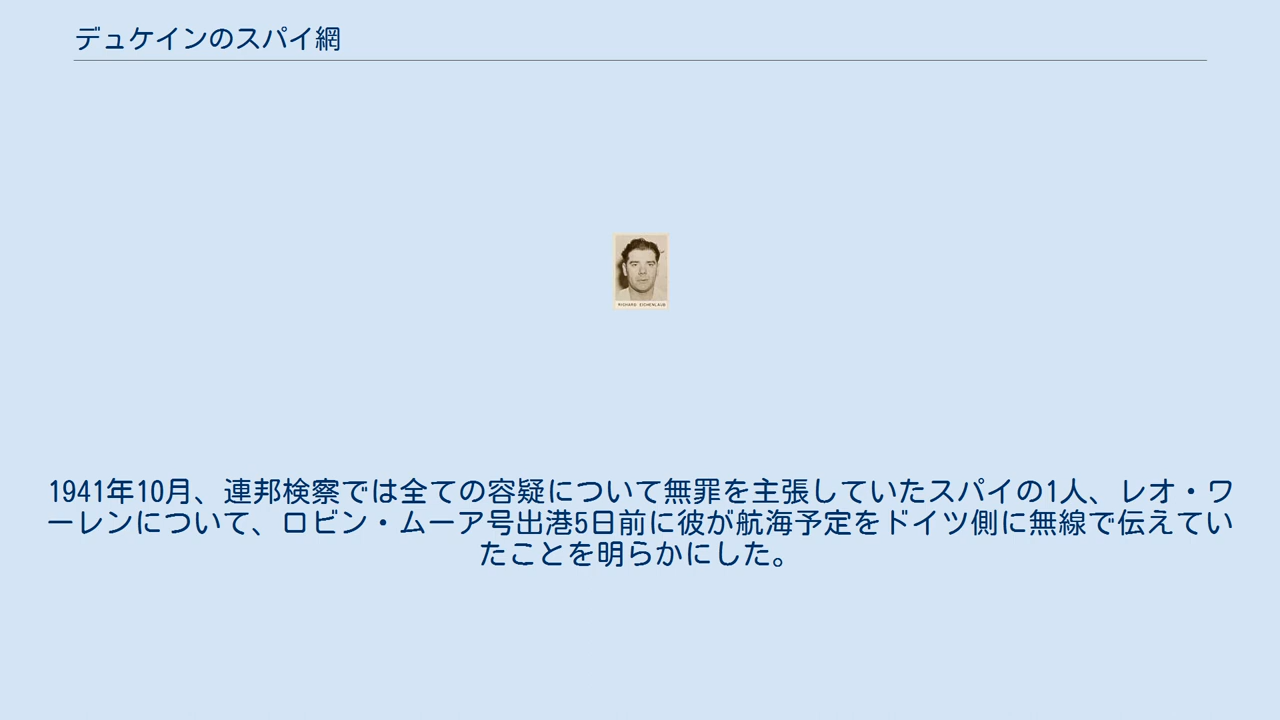 デュケインのスパイ網
RICHARD EICHENLAUB
1941年10月、連邦検察では全ての容疑について無罪を主張していたスパイの1人、レオ・ワ
ーレンについて、ロビン・ムーア号出港5日前に彼が航海予定をドイツ側に無線で伝えてい
たことを明らかにした。